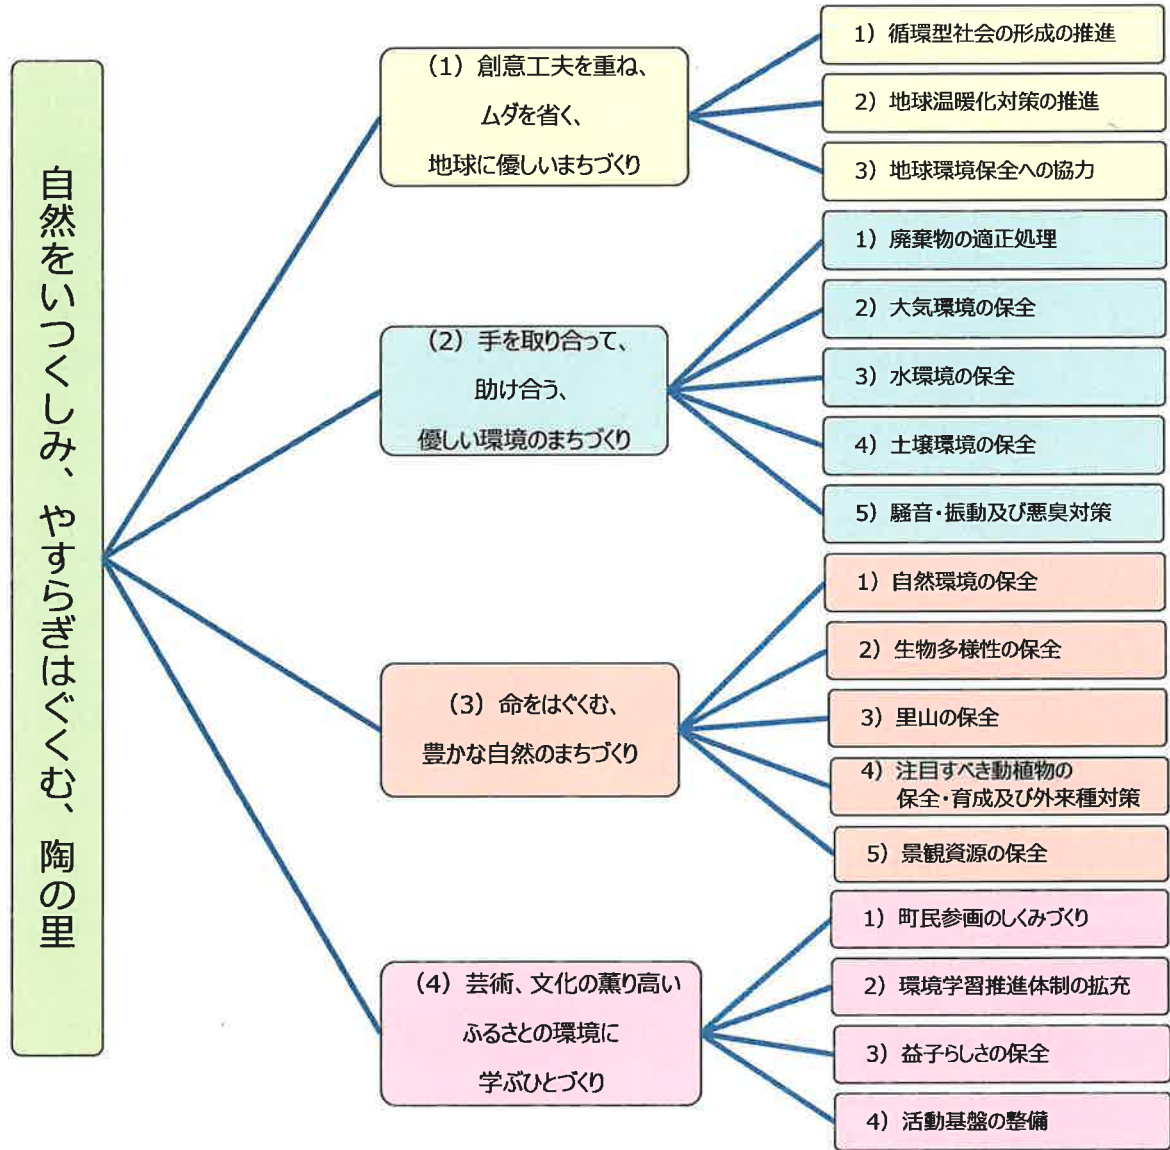 自然をいつくしみ、やすらぎはぐくむ、陶の里
(1) 創意工夫を重ね、
ムダを省く、
地球に優しいまちづくり
1) 循環型社会の形成の推進
2) 地球温暖化対策の推進
3) 地球環境保全への協力
(2) 手を取り合って、
助け合う、
優しい環境のまちづくり
1) 廃棄物の適正処理
2) 大気環境の保全
3) 水環境の保全
4) 土壌環境の保全
5) 騒音・振動及び悪臭対策
(3) 命をはぐくむ、
豊かな自然のまちづくり
1) 自然環境の保全
2) 生物多様性の保全
3) 里山の保全
4) 注目すべき動植物の
保全・育成及び外来種対策
5) 景観資源の保全
(4) 芸術、文化の薫り高い
ふるさとの環境に
学ぶひとづくり
1) 町民参画のしくみづくり
2) 環境学習推進体制の拡充
3) 益子らしさの保全
4) 活動基盤の整備